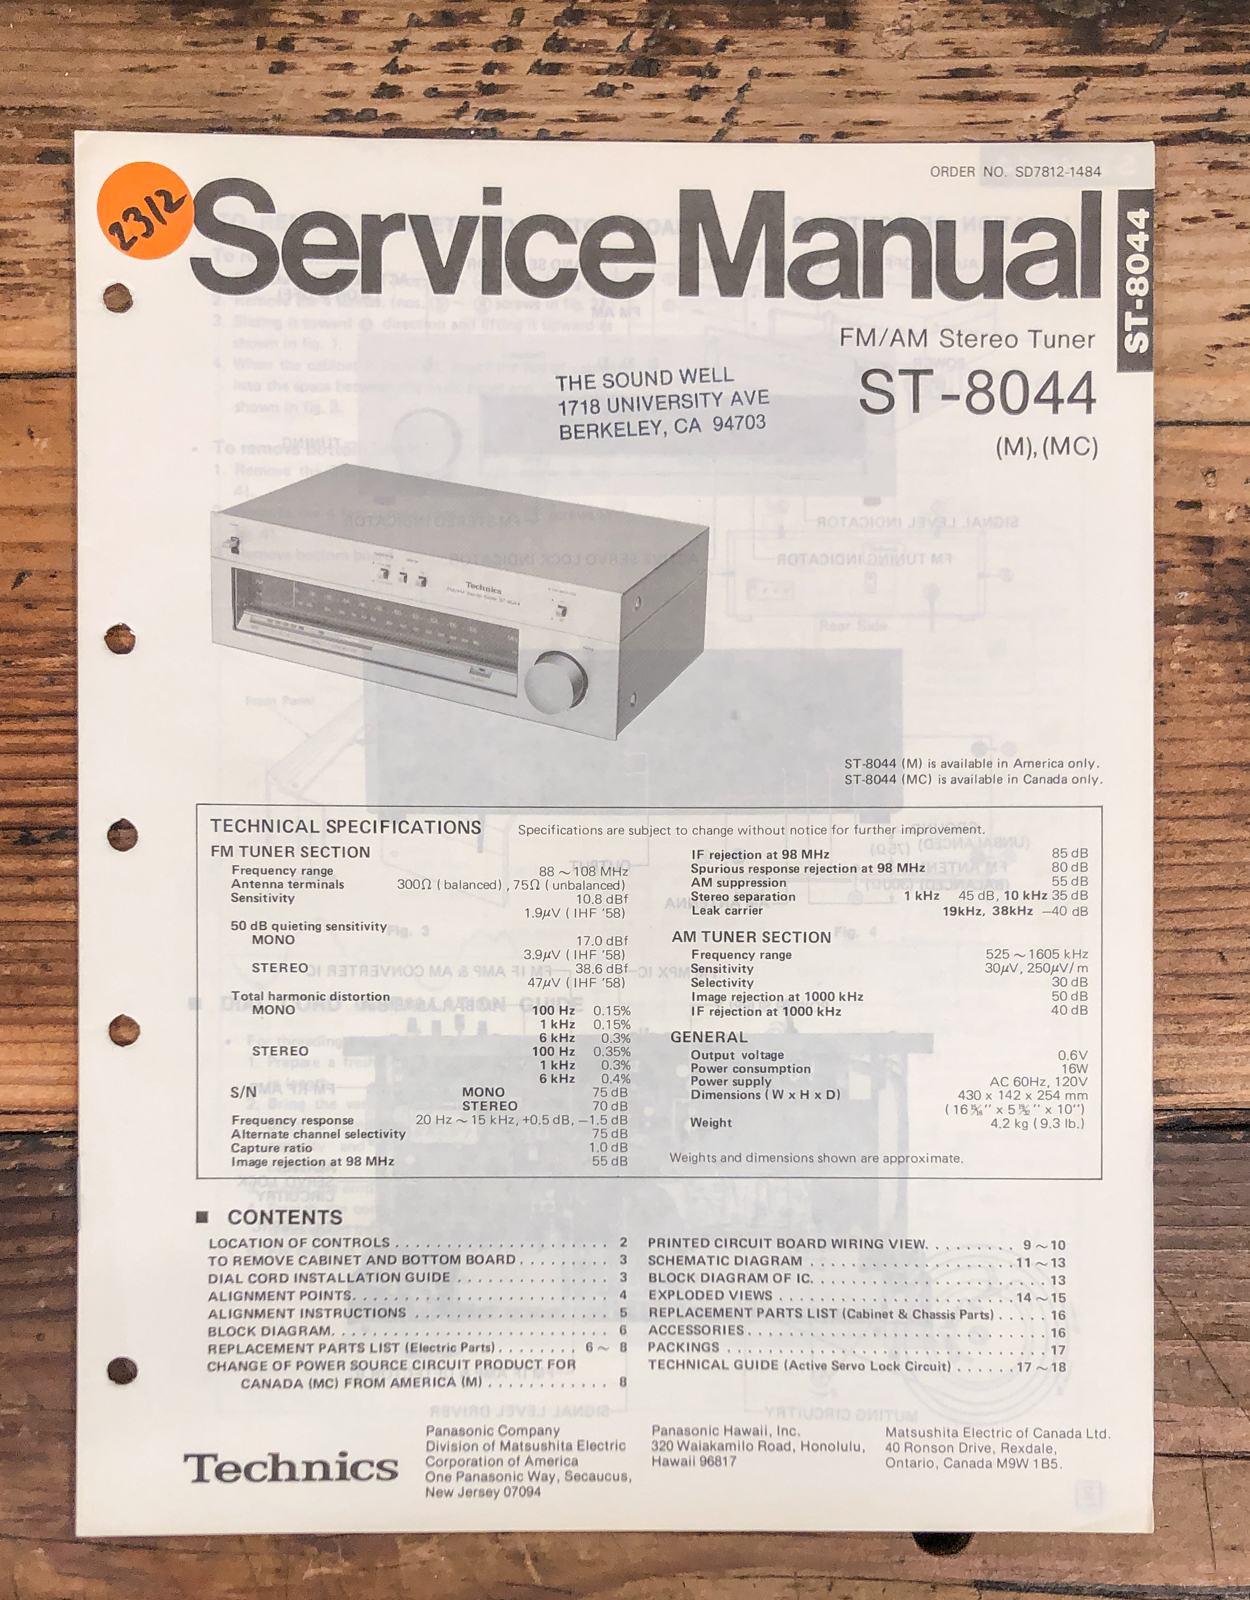 2312
ORDER NO. SD7812-1484
Service Manual
ST-8044
FM/AM Stereo Tuner
ST-8044
(M), (MC)
THE SOUND WELL
1718 UNIVERSITY AVE
BERKELEY, CA 94703
Technics
ST-8044 (M) is available in America only.
ST-8044 (MC) is available in Canada only.
TECHNICAL SPECIFICATIONS Specifications are subject to change without notice for further improvement.
FM TUNER SECTION
Frequency range 88 ~ 108 MHz
Antenna terminals 300Ω (balanced), 75Ω (unbalanced)
Sensitivity 10.8 dBf
1.9μV (IHF '58)
50 dB quieting sensitivity
MONO 17.0 dBf
3.9μV (IHF '58)
STEREO 38.6 dBf
47μV (IHF '58)
Total harmonic distortion
MONO 100 Hz 0.15%
1 kHz 0.15%
6 kHz 0.3%
STEREO 100 Hz 0.35%
1 kHz 0.3%
6 kHz 0.4%
S/N MONO 75 dB
STEREO 70 dB
Frequency response 20 Hz ~ 15 kHz, +0.5 dB, −1.5 dB
Alternate channel selectivity 75 dB
Capture ratio 1.0 dB
Image rejection at 98 MHz 55 dB
IF rejection at 98 MHz 85 dB
Spurious response rejection at 98 MHz 80 dB
AM suppression 55 dB
Stereo separation 1 kHz 45 dB, 10 kHz 35 dB
Leak carrier 19kHz, 38kHz −40 dB
AM TUNER SECTION
Frequency range 525 ~ 1605 kHz
Sensitivity 30μV, 250μV/m
Selectivity 30 dB
Image rejection at 1000 kHz 50 dB
IF rejection at 1000 kHz 40 dB
GENERAL
Output voltage 0.6V
Power consumption 16W
Power supply AC 60Hz, 120V
Dimensions (W x H x D) 430 x 142 x 254 mm
Weight 4.2 kg (9.3 lb.)
Weights and dimensions shown are approximate.
■ CONTENTS
LOCATION OF CONTROLS . . . . . . . . . . 2
TO REMOVE CABINET AND BOTTOM BOARD . . . . . . . . . 3
DIAL CORD INSTALLATION GUIDE . . . . . . . . . . 3
ALIGNMENT POINTS . . . . . . . . . . 4
ALIGNMENT INSTRUCTIONS . . . . . . . . . . 5
BLOCK DIAGRAM . . . . . . . . . . 6
REPLACEMENT PARTS LIST (Electric Parts) . . . . . . . . 6 ~ 8
CHANGE OF POWER SOURCE CIRCUIT PRODUCT FOR
CANADA (MC) FROM AMERICA (M) . . . . . . . . . . 8
PRINTED CIRCUIT BOARD WIRING VIEW . . . . . . . . . 9 ~ 10
SCHEMATIC DIAGRAM . . . . . . . . . . 11 ~ 13
BLOCK DIAGRAM OF IC . . . . . . . . . . 13
EXPLODED VIEWS . . . . . . . . . . 14 ~ 15
REPLACEMENT PARTS LIST (Cabinet & Chassis Parts) . . . . . 16
ACCESSORIES . . . . . . . . . . 16
PACKINGS . . . . . . . . . . 17
TECHNICAL GUIDE (Active Servo Lock Circuit) . . . . . . 17 ~ 18
Technics
Panasonic Company
Division of Matsushita Electric
Corporation of America
One Panasonic Way, Secaucus,
New Jersey 07094
Panasonic Hawaii, Inc.
320 Waiakamilo Road, Honolulu,
Hawaii 96817
Matsushita Electric of Canada Ltd.
40 Ronson Drive, Rexdale,
Ontario, Canada M9W 1B5.